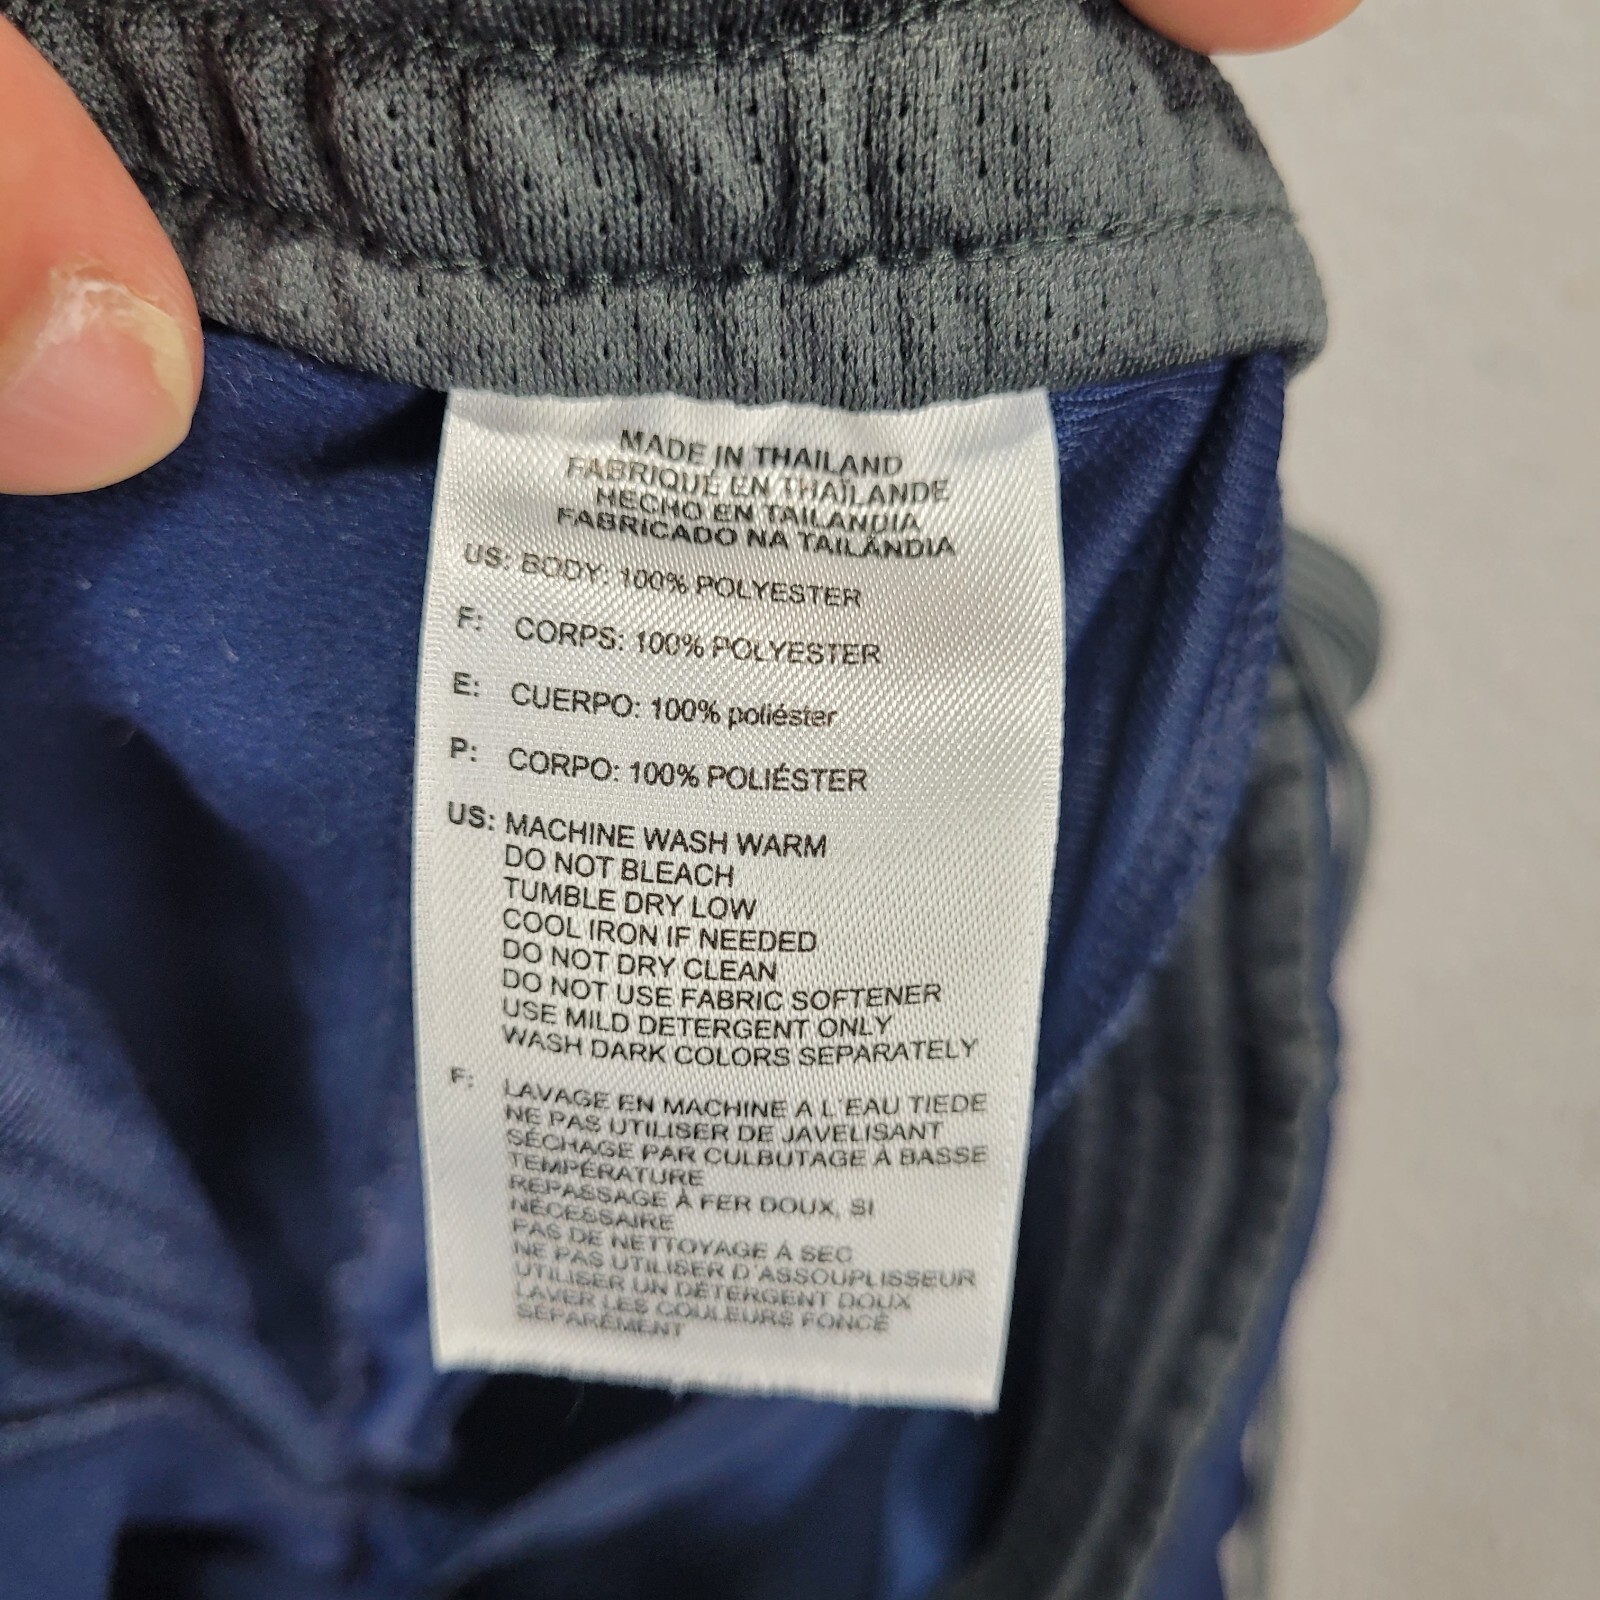 MADE IN THAILAND
FABRIQUÉ EN THAÏLANDE
HECHO EN TAILANDIA
FABRICADO NA TAILÂNDIA
US: BODY: 100% POLYESTER
F: CORPS: 100% POLYESTER
E: CUERPO: 100% poliéster
P: CORPO: 100% POLIÉSTER
US: MACHINE WASH WARM
DO NOT BLEACH
TUMBLE DRY LOW
COOL IRON IF NEEDED
DO NOT DRY CLEAN
DO NOT USE FABRIC SOFTENER
USE MILD DETERGENT ONLY
WASH DARK COLORS SEPARATELY
F: LAVAGE EN MACHINE A L'EAU TIEDE
NE PAS UTILISER DE JAVELISANT
SÉCHAGE PAR CULBUTAGE À BASSE
TEMPÉRATURE
REPASSAGE À FER DOUX, SI
NÉCESSAIRE
PAS DE NETTOYAGE À SEC
NE PAS UTILISER D'ASSOUPLISSEUR
UTILISER UN DÉTERGENT DOUX
LAVER LES COULEURS FONCÉ
SÉPARÉMENT